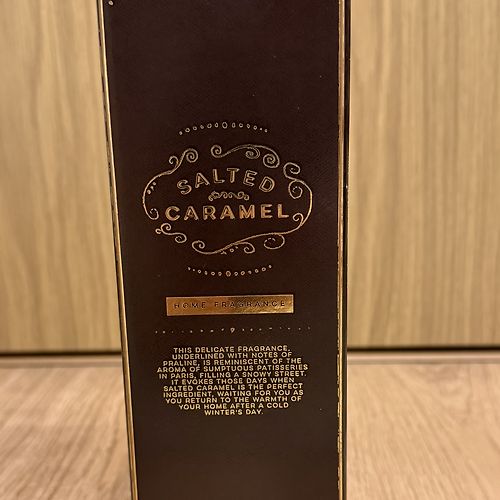 SALTED
CARAMEL
HOME FRAGRANCE
THIS DELICATE FRAGRANCE,
UNDERLINED WITH NOTES OF
PRALINE, IS REMINISCENT OF THE
AROMA OF SUMPTUOUS PATISSERIES
IN PARIS, FILLING A SNOWY STREET.
IT EVOKES THOSE DAYS WHEN
SALTED CARAMEL IS THE PERFECT
INGREDIENT, WAITING FOR YOU AS
YOU RETURN TO THE WARMTH OF
YOUR HOME AFTER A COLD
WINTER'S DAY.